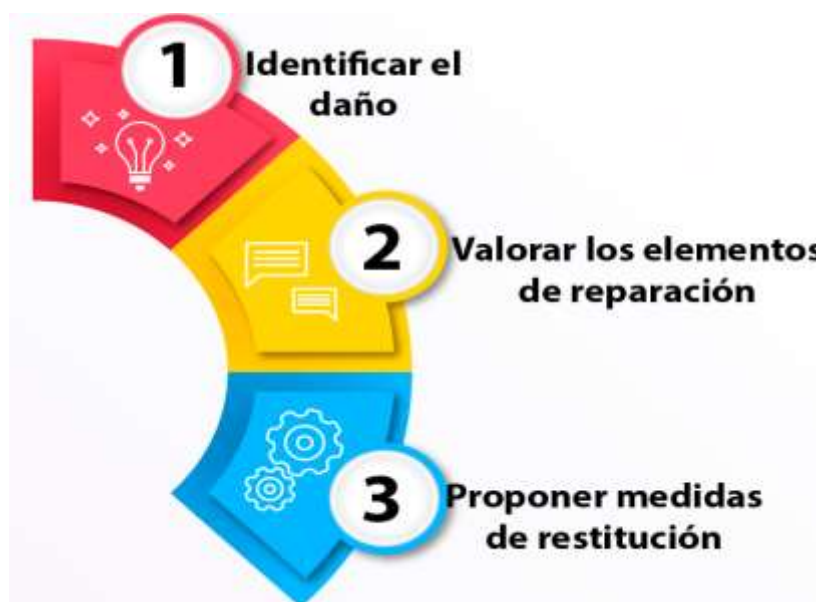 1
Identificar el
daño
2
Valorar los elementos
de reparación
3
Proponer medidas
de restitución